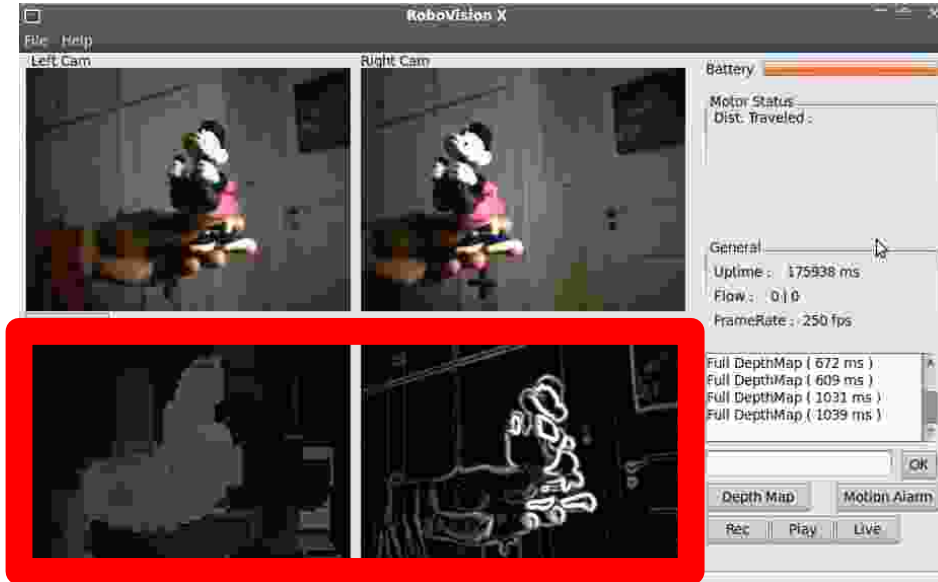 RoboVision X
File Help
Left Cam
Right Cam
Battery
Motor Status
Dist. Traveled :
General
Uptime : 175938 ms
Flow : 0 | 0
FrameRate : 250 fps
Full DepthMap ( 672 ms )
Full DepthMap ( 609 ms )
Full DepthMap ( 1031 ms )
Full DepthMap ( 1039 ms )
OK
Depth Map
Motion Alarm
Rec
Play
Live